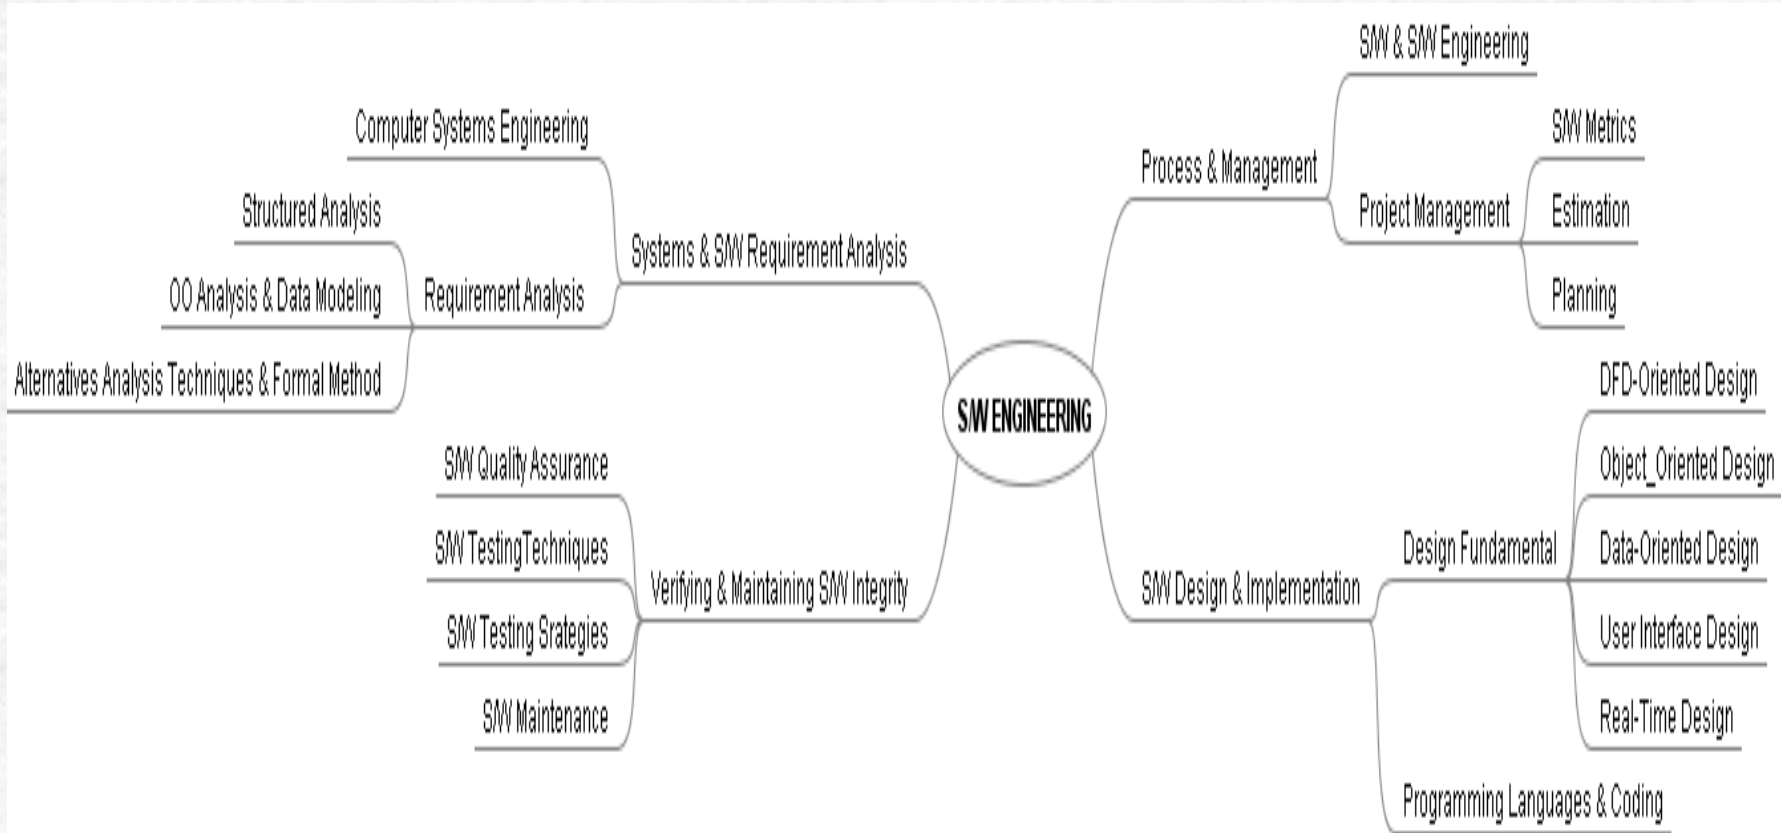 S/W & S/W Engineering
Computer Systems Engineering
S/W Metrics
Process & Management
Structured Analysis
Project Management
Estimation
Systems & S/W Requirement Analysis
OO Analysis & Data Modeling
Requirement Analysis
Planning
Alternatives Analysis Techniques & Formal Method
DFD-Oriented Design
S/W ENGINEERING
S/W Quality Assurance
Object_Oriented Design
S/W TestingTechniques
Design Fundamental
Data-Oriented Design
Verifying & Maintaining S/W Integrity
S/W Design & Implementation
S/W Testing Srategies
User Interface Design
S/W Maintenance
Real-Time Design
Programming Languages & Coding